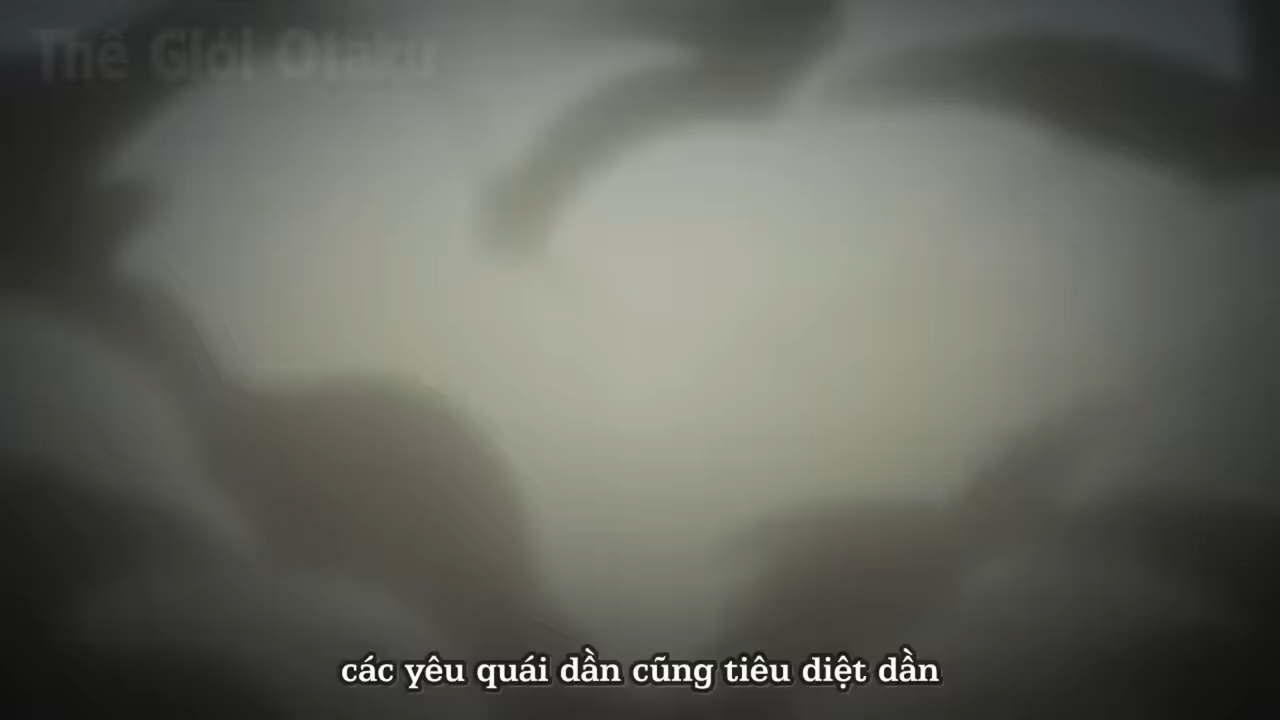 Thế Giới Otaku
các yêu quái dần cũng tiêu diệt dần